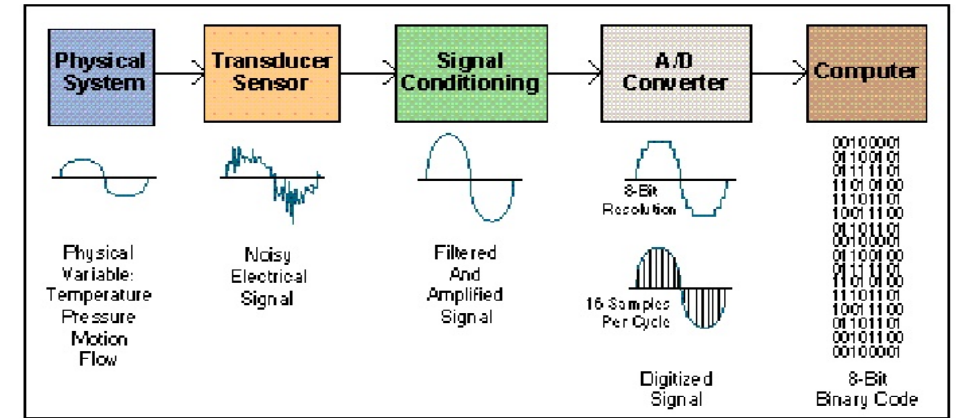 Physical
System
Transducer
Sensor
Signal
Conditioning
A/D
Converter
Computer
Physical
Variable:
Temperature
Pressure
Motion
Flow
Noisy
Electrical
Signal
Filtered
And
Amplified
Signal
8-Bit
Resolution
16 Samples
Per Cycle
Digitized
Signal
00100001
01100101
01111101
11010100
11101101
10011100
01101101
00100001
01111101
11010100
11101101
10011100
01101101
00101100
00100001
8-Bit
Binary Code